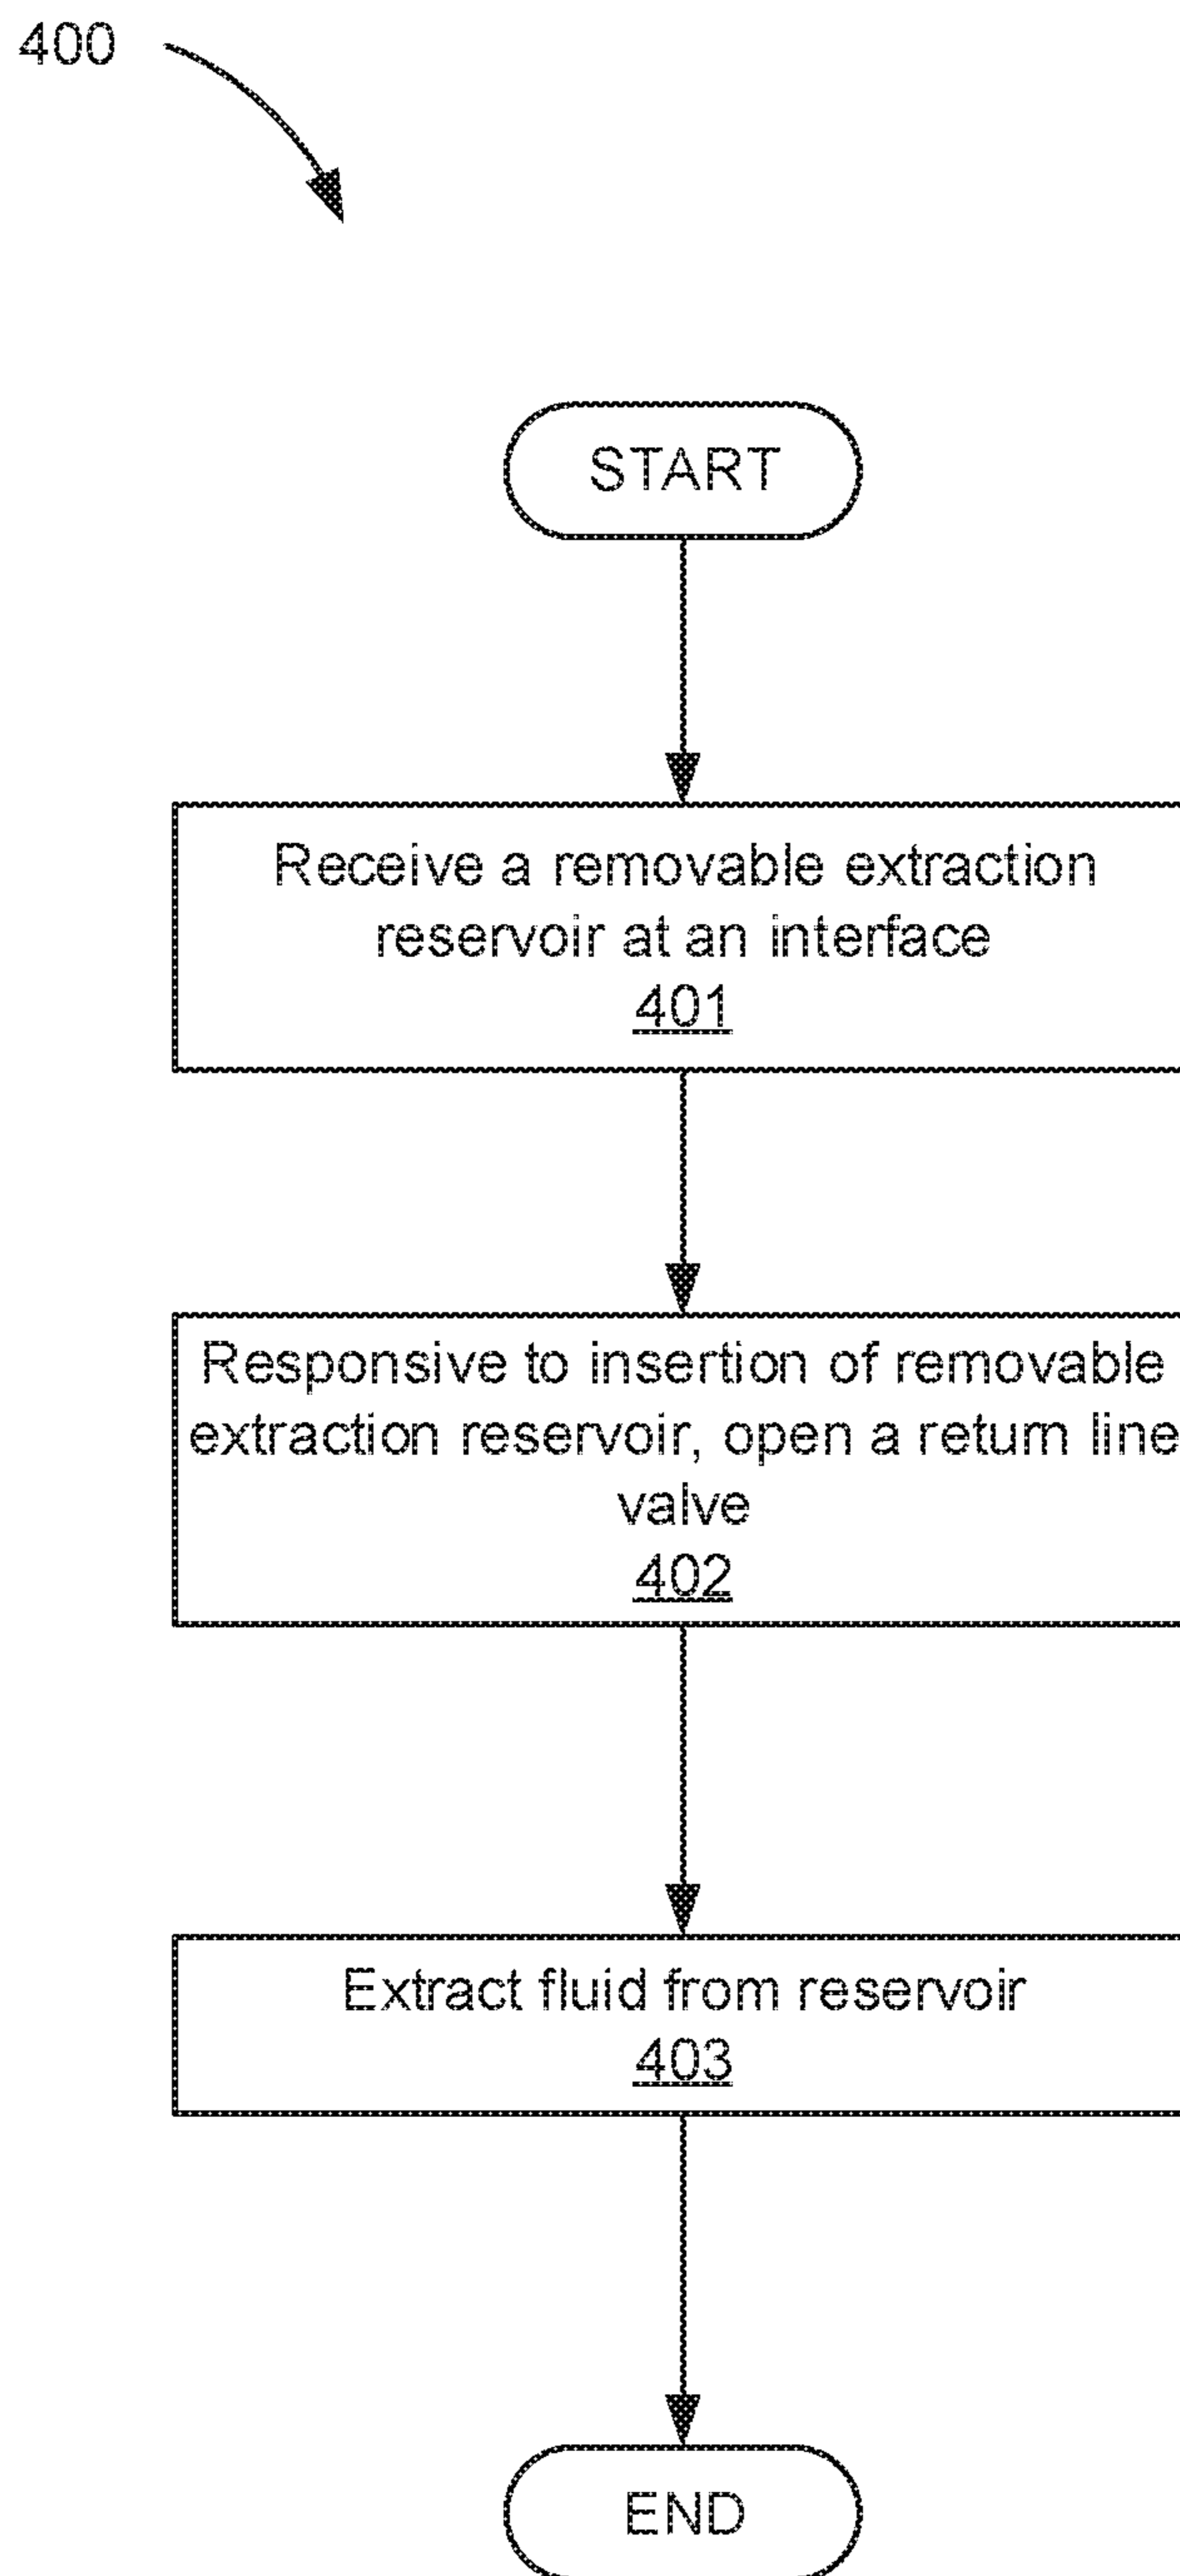 400
START
Receive a removable extraction
reservoir at an interface
401
Responsive to insertion of removable
extraction reservoir, open a return line
valve
402
Extract fluid from reservoir
403
END